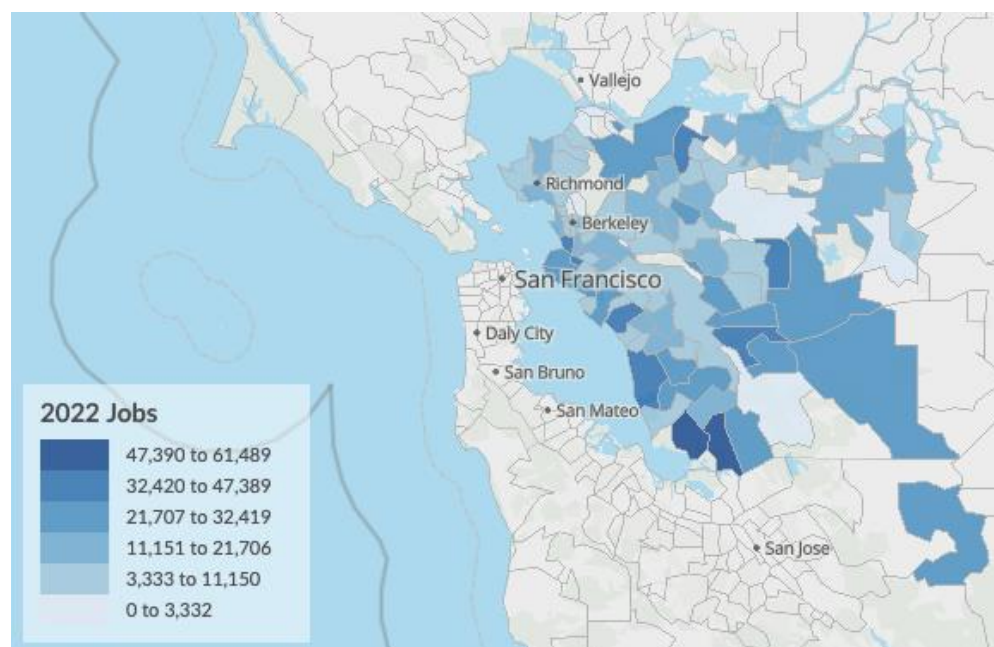 Vallejo
Richmond
Berkeley
San Francisco
Daly City
San Bruno
San Mateo
San Jose
2022 Jobs
47,390 to 61,489
32,420 to 47,389
21,707 to 32,419
11,151 to 21,706
3,333 to 11,150
0 to 3,332